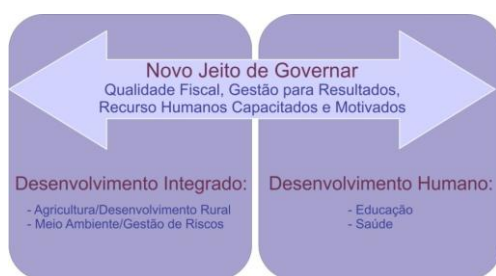 Novo Jeito de Governar
Qualidade Fiscal, Gestão para Resultados,
Recurso Humanos Capacitados e Motivados
Desenvolvimento Integrado:
- Agricultura/Desenvolvimento Rural
- Meio Ambiente/Gestão de Riscos
Desenvolvimento Humano:
- Educação
- Saúde